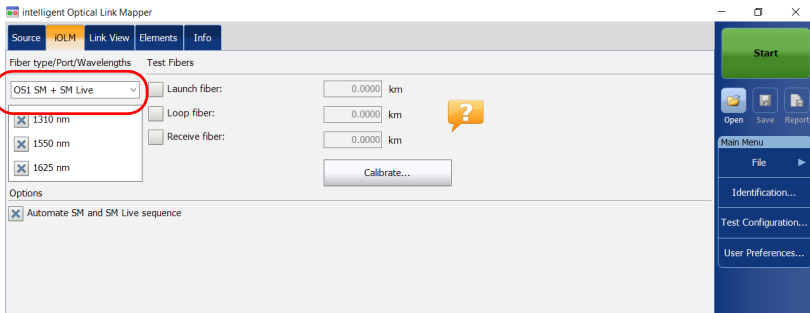 intelligent Optical Link Mapper
Source iOLM Link View Elements Info
Fiber type/Port/Wavelengths Test Fibers
OS1 SM + SM Live
1310 nm
1550 nm
1625 nm
Launch fiber: 0.0000 km
Loop fiber: 0.0000 km
Receive fiber: 0.0000 km
?
Calibrate...
Options
Automate SM and SM Live sequence
Start
Open Save Report
Main Menu
File
Identification...
Test Configuration...
User Preferences...